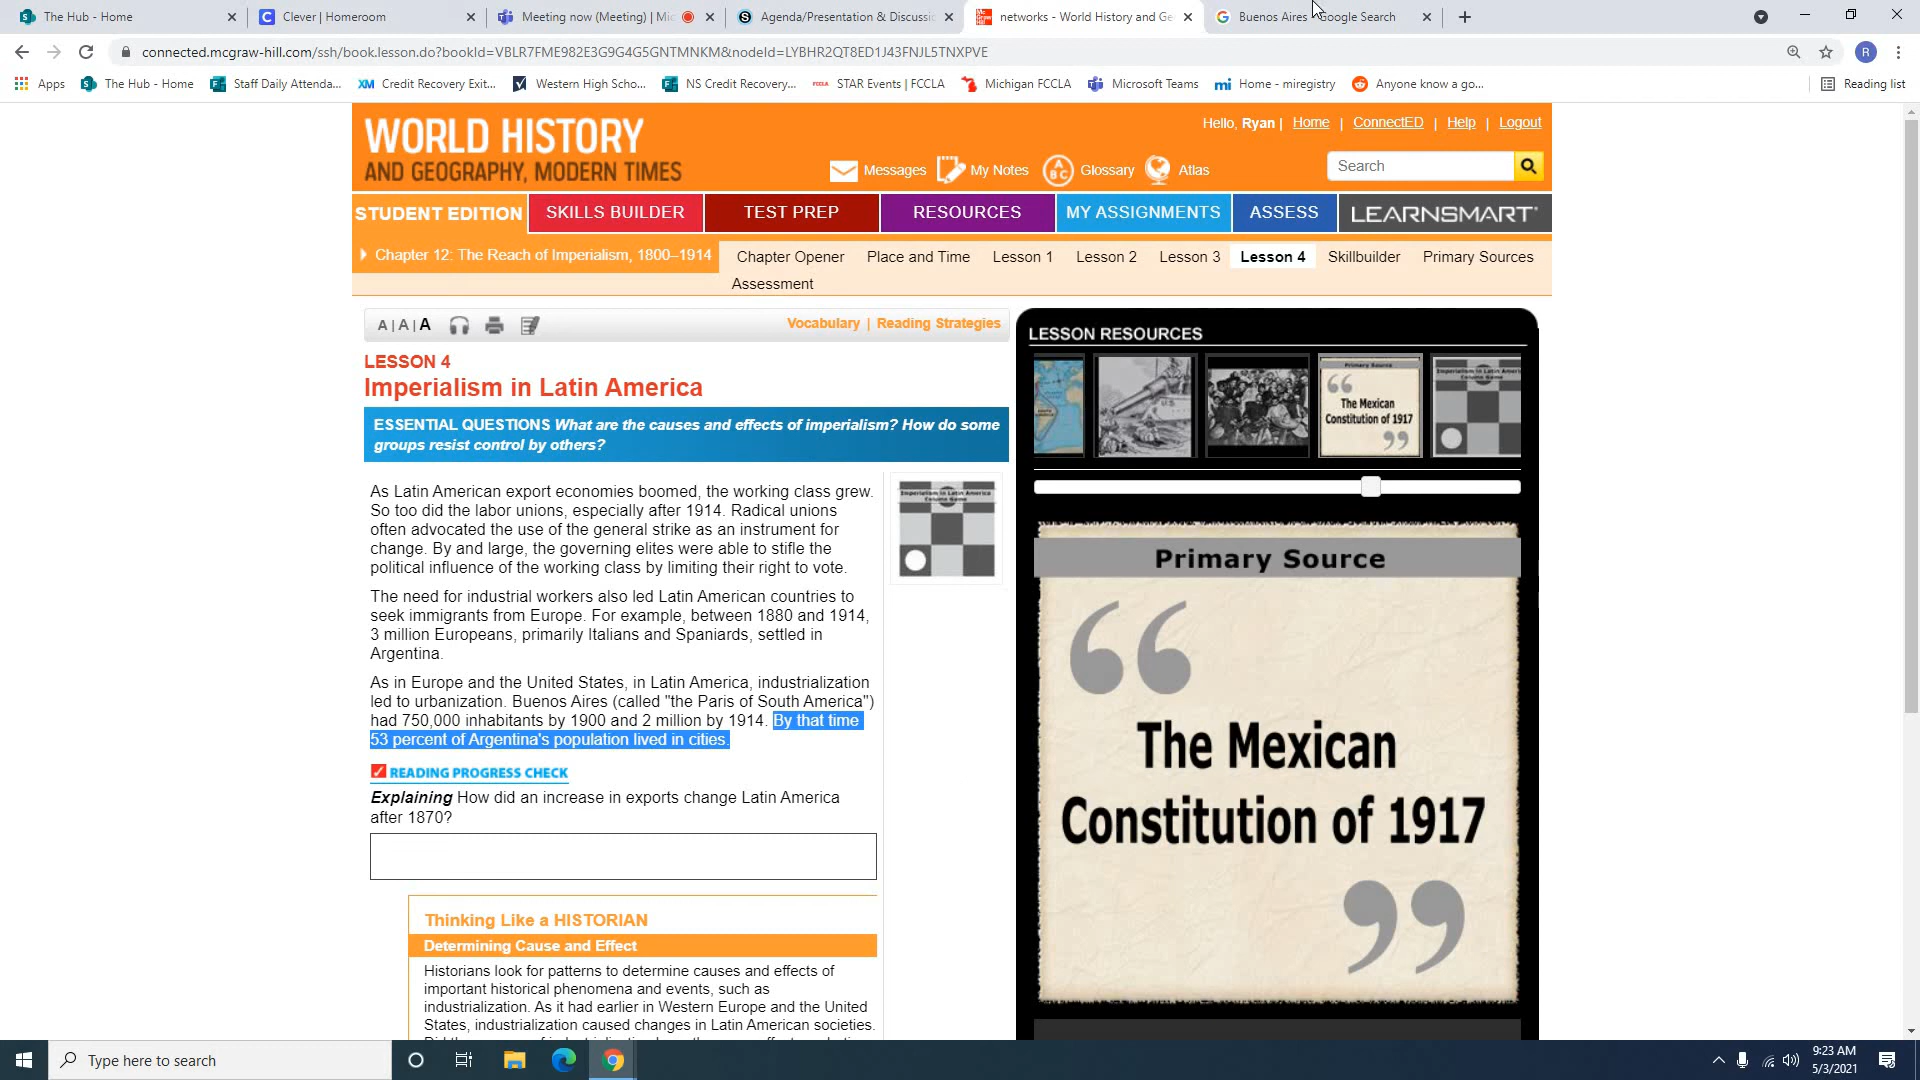 The Hub - Home
Clever | Homeroom
Meeting now (Meeting) | Mic
Agenda/Presentation & Discussic
networks - World History and Ge
Buenos Aires - Google Search
connected.mcgraw-hill.com/ssh/book.lesson.do?bookId=VBLR7FME982E3G9G4G5GNTMNKM&nodeId=LYBHR2QT8ED1J43FNJL5TNXPVE
R
Apps
The Hub - Home
Staff Daily Attenda...
XM Credit Recovery Exit...
Western High Scho...
NS Credit Recovery...
STAR Events | FCCLA
Michigan FCCLA
Microsoft Teams
mi Home - miregistry
Anyone know a go...
Reading list
WORLD HISTORY
AND GEOGRAPHY, MODERN TIMES
Hello, Ryan | Home | ConnectED | Help | Logout
Messages
My Notes
Glossary
Atlas
Search
STUDENT EDITION
SKILLS BUILDER
TEST PREP
RESOURCES
MY ASSIGNMENTS
ASSESS
LEARNSMART
Chapter 12: The Reach of Imperialism, 1800–1914
Chapter Opener
Place and Time
Lesson 1
Lesson 2
Lesson 3
Lesson 4
Skillbuilder
Primary Sources
Assessment
A | A | A
Vocabulary | Reading Strategies
LESSON 4
Imperialism in Latin America
ESSENTIAL QUESTIONS What are the causes and effects of imperialism? How do some
groups resist control by others?
As Latin American export economies boomed, the working class grew.
So too did the labor unions, especially after 1914. Radical unions
often advocated the use of the general strike as an instrument for
change. By and large, the governing elites were able to stifle the
political influence of the working class by limiting their right to vote.
The need for industrial workers also led Latin American countries to
seek immigrants from Europe. For example, between 1880 and 1914,
3 million Europeans, primarily Italians and Spaniards, settled in
Argentina.
As in Europe and the United States, in Latin America, industrialization
led to urbanization. Buenos Aires (called "the Paris of South America")
had 750,000 inhabitants by 1900 and 2 million by 1914. By that time
53 percent of Argentina's population lived in cities.
READING PROGRESS CHECK
Explaining How did an increase in exports change Latin America
after 1870?
Thinking Like a HISTORIAN
Determining Cause and Effect
Historians look for patterns to determine causes and effects of
important historical phenomena and events, such as
industrialization. As it had earlier in Western Europe and the United
States, industrialization caused changes in Latin American societies.
Imperialism in Latin America
Column Game
LESSON RESOURCES
Primary Source
The Mexican
Constitution of 1917
Imperialism in Latin America
Column Game
Primary Source
The Mexican
Constitution of 1917
Type here to search
9:23 AM
5/3/2021